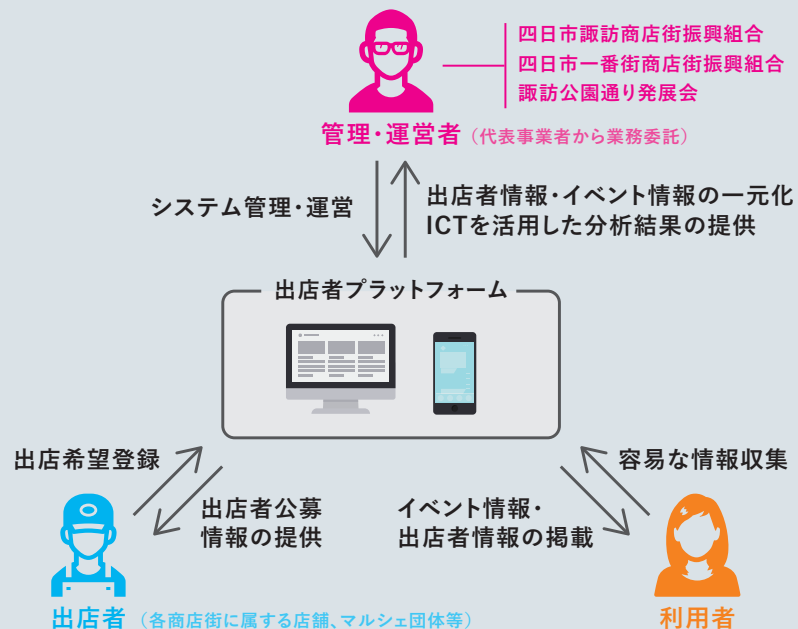 四日市諏訪商店街振興組合
四日市一番街商店街振興組合
諏訪公園通り発展会
管理・運営者（代表事業者から業務委託）
システム管理・運営
出店者情報・イベント情報の一元化
ICTを活用した分析結果の提供
出店者プラットフォーム
出店希望登録
出店者公募
情報の提供
イベント情報・
出店者情報の掲載
容易な情報収集
出店者（各商店街に属する店舗、マルシェ団体等）
利用者